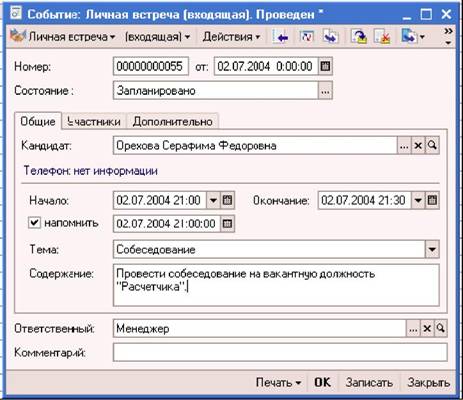 Событие: Личная встреча (входящая). Проведен *
Личная встреча (входящая) Действия
Номер: 00000000055 от: 02.07.2004 0:00:00
Состояние : Запланировано ...
Общие Участники Дополнительно
Кандидат: Орехова Серафима Федоровна ...
Телефон: нет информации
Начало: 02.07.2004 21:00 Окончание: 02.07.2004 21:30
напомнить 02.07.2004 21:00:00
Тема: Собеседование
Содержание: Провести собеседование на вакантную должность
"Расчетчика".
Ответственный: Менеджер ...
Комментарий:
Печать OK Записать Закрыть